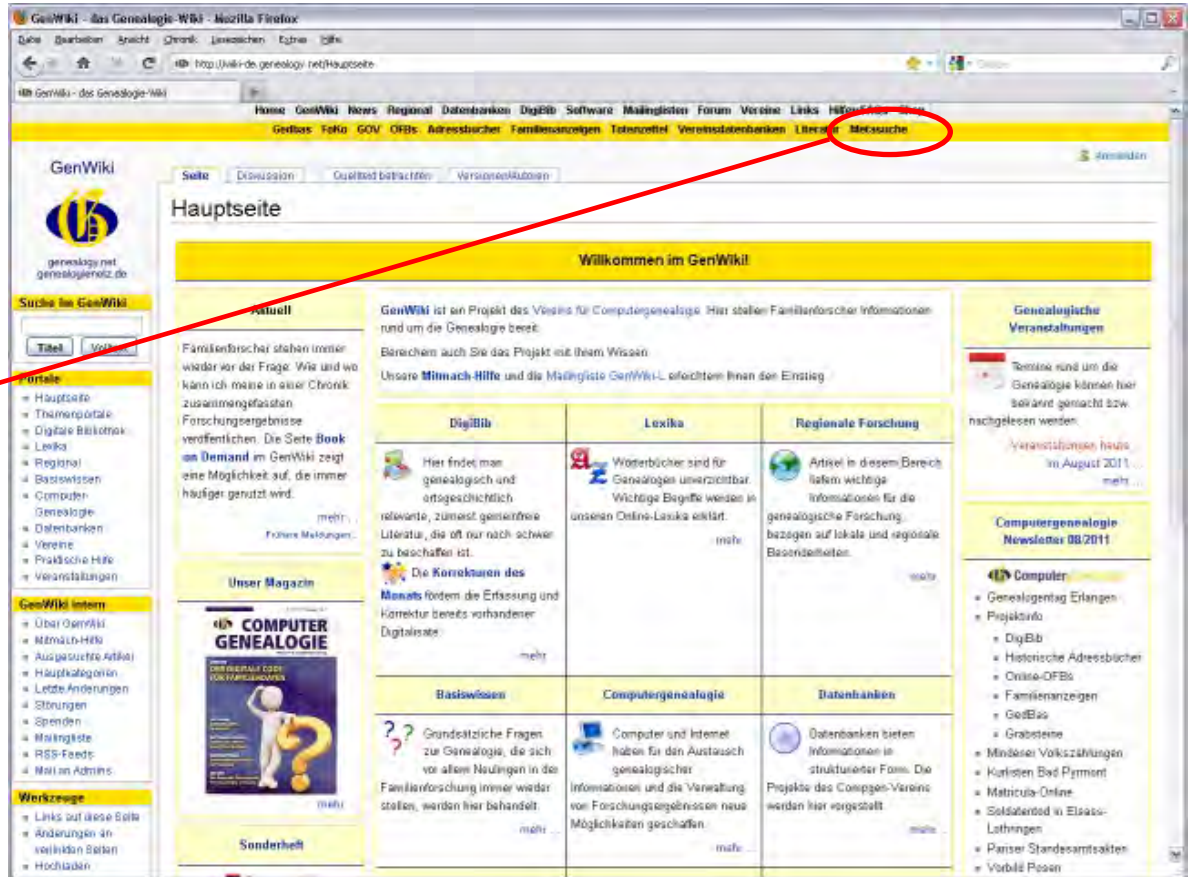 GenWiki - das Genealogie-Wiki - Mozilla Firefox
Datei Bearbeiten Ansicht Chronik Lesezeichen Extras Hilfe
http://wiki-de.genealogy.net/Hauptseite
GenWiki - das Genealogie-Wiki
Home GenWiki News Regional Datenbanken DigiBib Software Mailinglisten Forum Vereine Links Hilfe/FAQs Shop
Gedbas FoKo GOV OFBs Adressbücher Familienanzeigen Totenzettel Vereinsdatenbanken Literatur Metasuche
Anmelden
GenWiki
genealogy.net
genealogienetz.de
Seite Diskussion Quelltext betrachten Versionen/Autoren
Hauptseite
Willkommen im GenWiki!
Suche im GenWiki
Titel Volltext
Portale
Hauptseite
Themenportale
Digitale Bibliothek
Lexika
Regional
Basiswissen
Computer-
Genealogie
Datenbanken
Vereine
Praktische Hilfe
Veranstaltungen
GenWiki intern
Über GenWiki
Mitmach-Hilfe
Ausgesuchte Artikel
Hauptkategorien
Letzte Änderungen
Störungen
Spenden
Mailingliste
RSS-Feeds
Mail an Admins
Werkzeuge
Links auf diese Seite
Änderungen an
verlinkten Seiten
Hochladen
Aktuell
Familienforscher stehen immer
wieder vor der Frage: Wie und wo
kann ich meine in einer Chronik
zusammengefassten
Forschungsergebnisse
veröffentlichen. Die Seite Book
on Demand im GenWiki zeigt
eine Möglichkeit auf, die immer
häufiger genutzt wird.
mehr ...
Frühere Meldungen...
Unser Magazin
COMPUTER
GENEALOGIE
DER DIGITALE CODE
FÜR FAMILIENDATEN
mehr
Sonderheft
GenWiki ist ein Projekt des Vereins für Computergenealogie. Hier stellen Familienforscher Informationen
rund um die Genealogie bereit.
Bereichern auch Sie das Projekt mit Ihrem Wissen.
Unsere Mitmach-Hilfe und die Mailingliste GenWiki-L erleichtern Ihnen den Einstieg.
DigiBib
Hier findet man
genealogisch und
ortsgeschichtlich
relevante, zumeist gemeinfreie
Literatur, die oft nur noch schwer
zu beschaffen ist.
Die Korrekturen des
Monats fördern die Erfassung und
Korrektur bereits vorhandener
Digitalisate.
mehr
Lexika
Wörterbücher sind für
Genealogen unverzichtbar.
Wichtige Begriffe werden in
unseren Online-Lexika erklärt.
mehr
Regionale Forschung
Artikel in diesem Bereich
liefern wichtige
Informationen für die
genealogische Forschung,
bezogen auf lokale und regionale
Besonderheiten.
mehr
Basiswissen
Grundsätzliche Fragen
zur Genealogie, die sich
vor allem Neulingen in der
Familienforschung immer wieder
stellen, werden hier behandelt.
mehr ...
Computergenealogie
Computer und Internet
haben für den Austausch
genealogischer
Informationen und die Verwaltung
von Forschungsergebnissen neue
Möglichkeiten geschaffen.
mehr ...
Datenbanken
Datenbanken bieten
Informationen in
strukturierter Form. Die
Projekte des Compgen-Vereins
werden hier vorgestellt.
mehr ...
Genealogische
Veranstaltungen
Termine rund um die
Genealogie können hier
bekannt gemacht bzw.
nachgelesen werden.
Veranstaltungen heute
im August 2011 ...
mehr ...
Computergenealogie
Newsletter 08/2011
Computer
Genealogentag Erlangen
Projektinfo
DigiBib
Historische Adressbücher
Online-OFBs
Familienanzeigen
GedBas
Grabsteine
Mindener Volkszählungen
Kurlisten Bad Pyrmont
Matricula-Online
Soldatentod in Elsass-
Lothringen
Pariser Standesamtsakten
Vorbild Posen